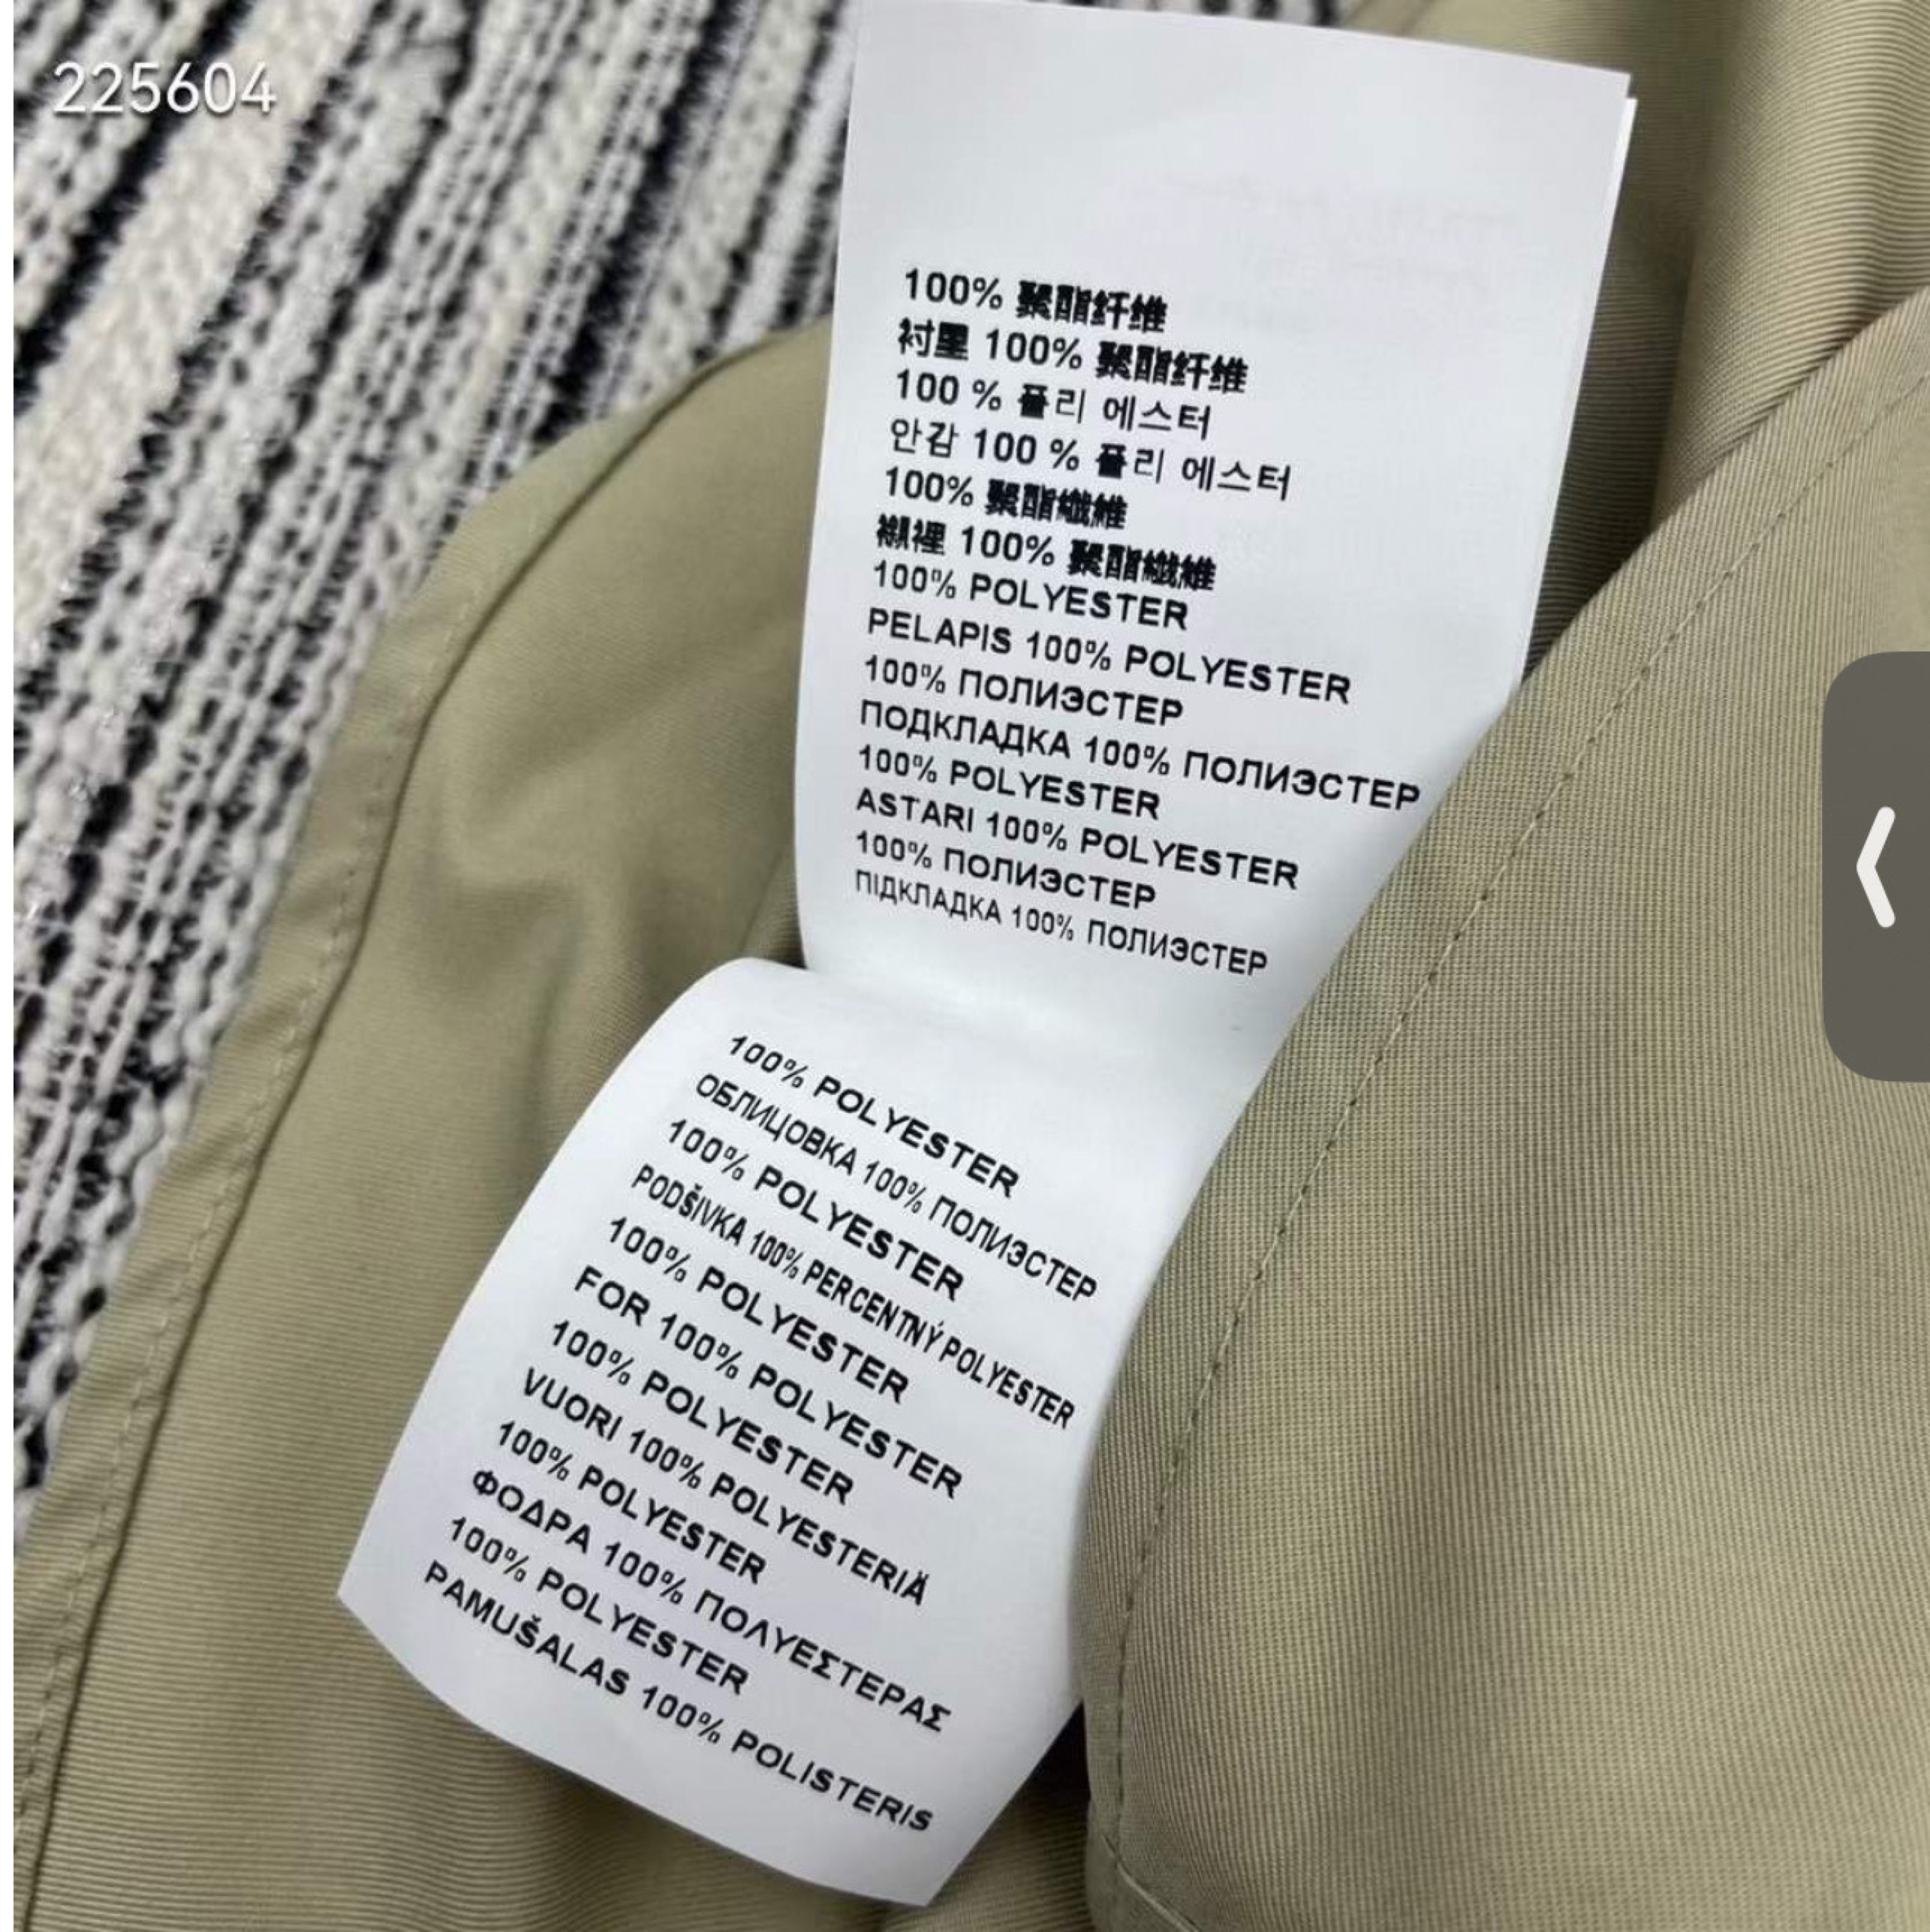 225604
100% 聚酯纤维
衬里 100% 聚酯纤维
100 % 폴리 에스터
안감 100 % 폴리 에스터
100% 聚酯纖維
襯裡 100% 聚酯纖維
100% POLYESTER
PELAPIS 100% POLYESTER
100% ПОЛИЭСТЕР
ПОДКЛАДКА 100% ПОЛИЭСТЕР
100% POLYESTER
ASTARI 100% POLYESTER
100% ПОЛИЭСТЕР
ПІДКЛАДКА 100% ПОЛИЭСТЕР
100% POLYESTER
ОБЛИЦОВКА 100% ПОЛИЭСТЕР
100% POLYESTER
PODŠIVKA 100% PERCENTNÝ POLYESTER
100% POLYESTER
FOR 100% POLYESTER
100% POLYESTER
VUORI 100% POLYESTERIÄ
100% POLYESTER
ΦΟΔΡΑ 100% ΠΟΛΥΕΣΤΕΡΑΣ
100% POLYESTER
PAMUŠALAS 100% POLISTERIS